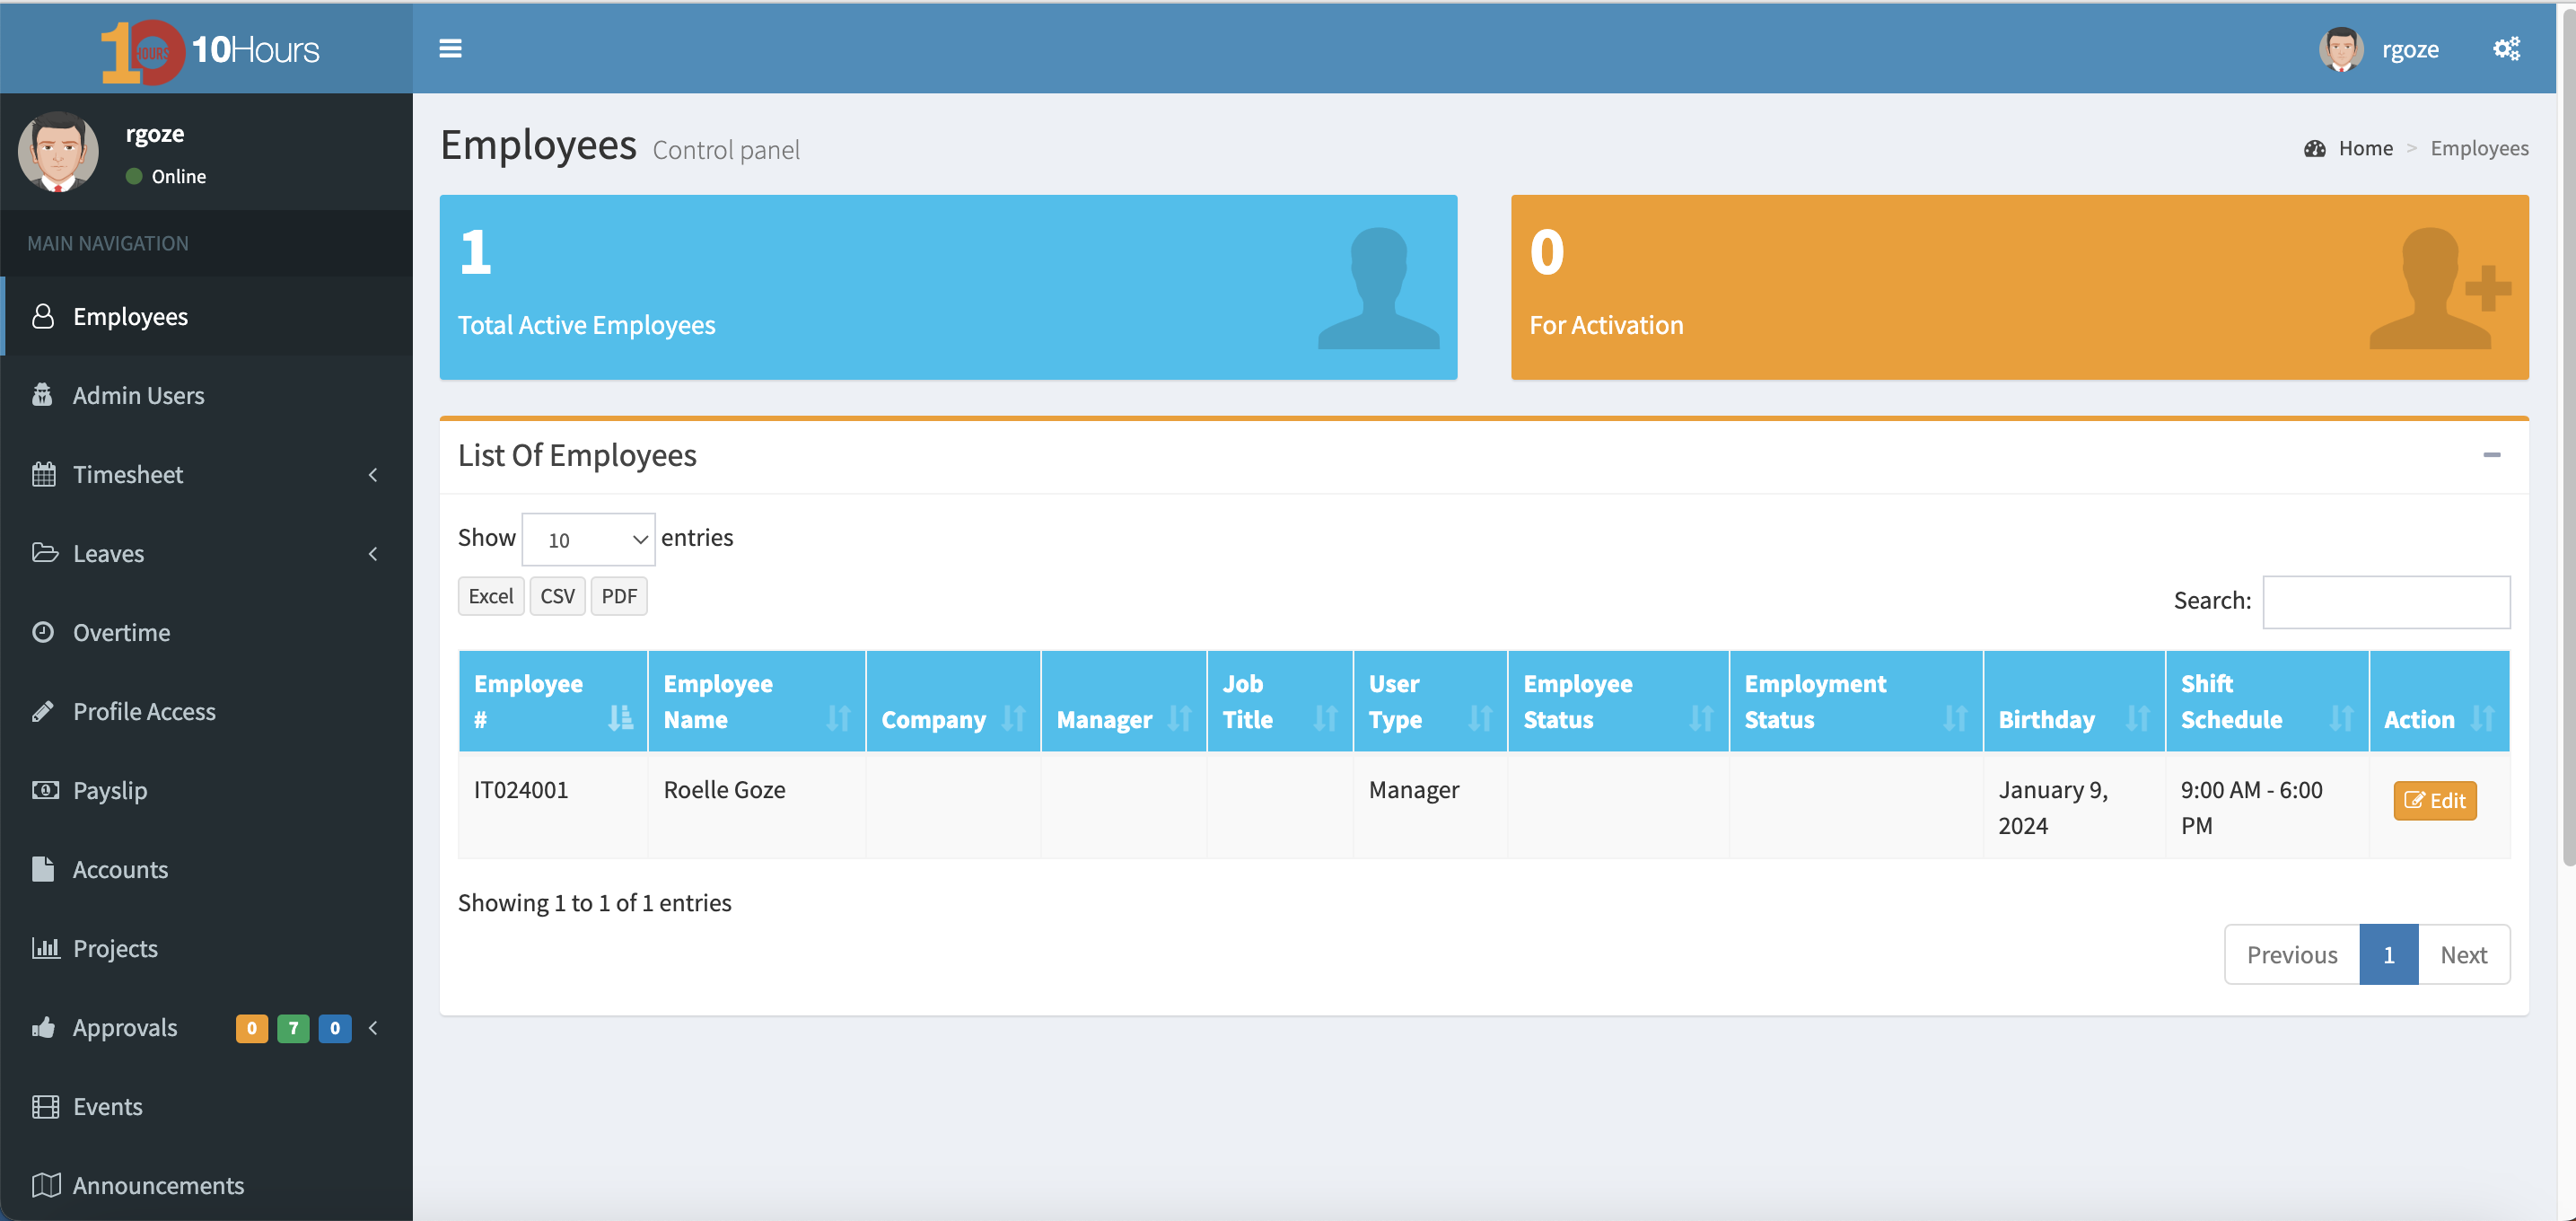 HOURS
10Hours
rgoze
rgoze
Online
MAIN NAVIGATION
Employees
Admin Users
Timesheet
Leaves
Overtime
Profile Access
Payslip
Accounts
Projects
Approvals 0 7 0
Events
Announcements
Employees Control panel
Home > Employees
1
Total Active Employees
0
For Activation
List Of Employees
Show 10 entries
Excel CSV PDF
Search:
Employee # Employee Name Company Manager Job Title User Type Employee Status Employment Status Birthday Shift Schedule Action
IT024001 Roelle Goze Manager January 9, 2024 9:00 AM - 6:00 PM Edit
Showing 1 to 1 of 1 entries
Previous 1 Next